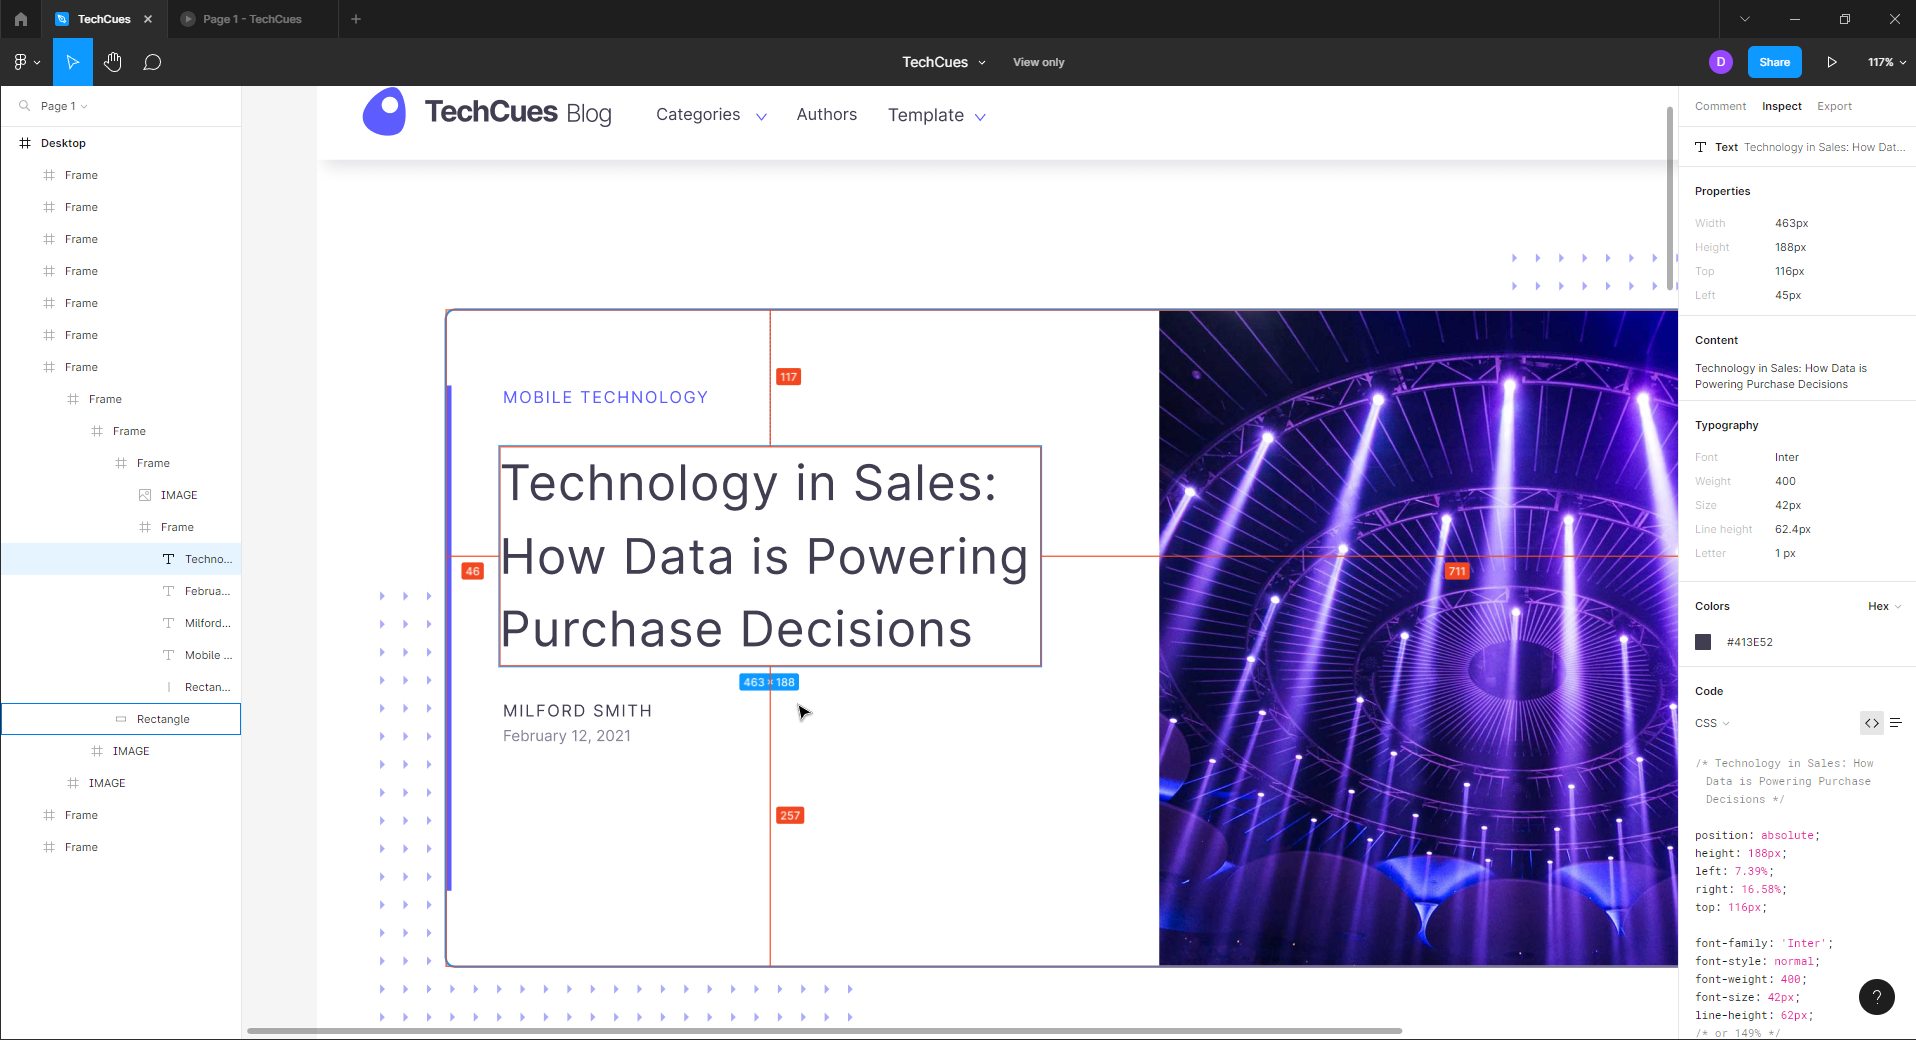 TechCues
Page 1 - TechCues
TechCues
View only
D
Share
117%
Page 1
Desktop
Frame
Frame
Frame
Frame
Frame
Frame
Frame
Frame
Frame
Frame
IMAGE
Frame
Techno...
Februa...
Milford...
Mobile ...
Rectan...
Rectangle
IMAGE
IMAGE
Frame
Frame
TechCues Blog
Categories
Authors
Template
117
MOBILE TECHNOLOGY
Technology in Sales:
How Data is Powering
Purchase Decisions
46
711
463 × 188
MILFORD SMITH
February 12, 2021
257
Comment Inspect Export
Text Technology in Sales: How Dat...
Properties
Width 463px
Height 188px
Top 116px
Left 45px
Content
Technology in Sales: How Data is
Powering Purchase Decisions
Typography
Font Inter
Weight 400
Size 42px
Line height 62.4px
Letter 1 px
Colors
Hex
#413E52
Code
CSS
/* Technology in Sales: How
Data is Powering Purchase
Decisions */
position: absolute;
height: 188px;
left: 7.39%;
right: 16.58%;
top: 116px;
font-family: 'Inter';
font-style: normal;
font-weight: 400;
font-size: 42px;
line-height: 62px;
/* or 149% */
?